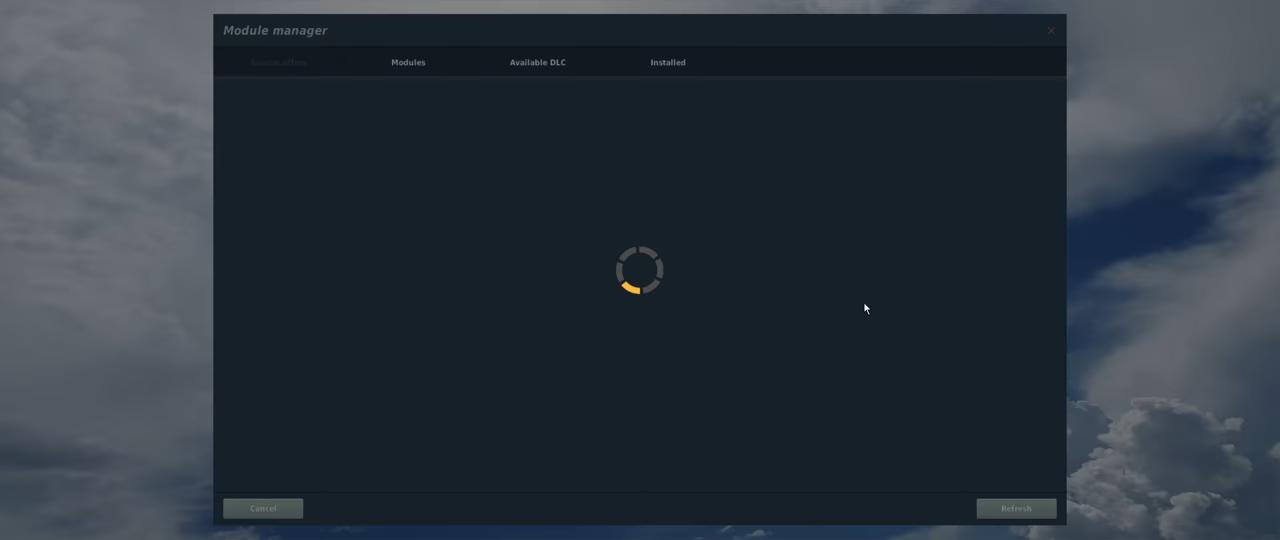 Module manager
Modules
Available DLC
Installed
Cancel
Refresh